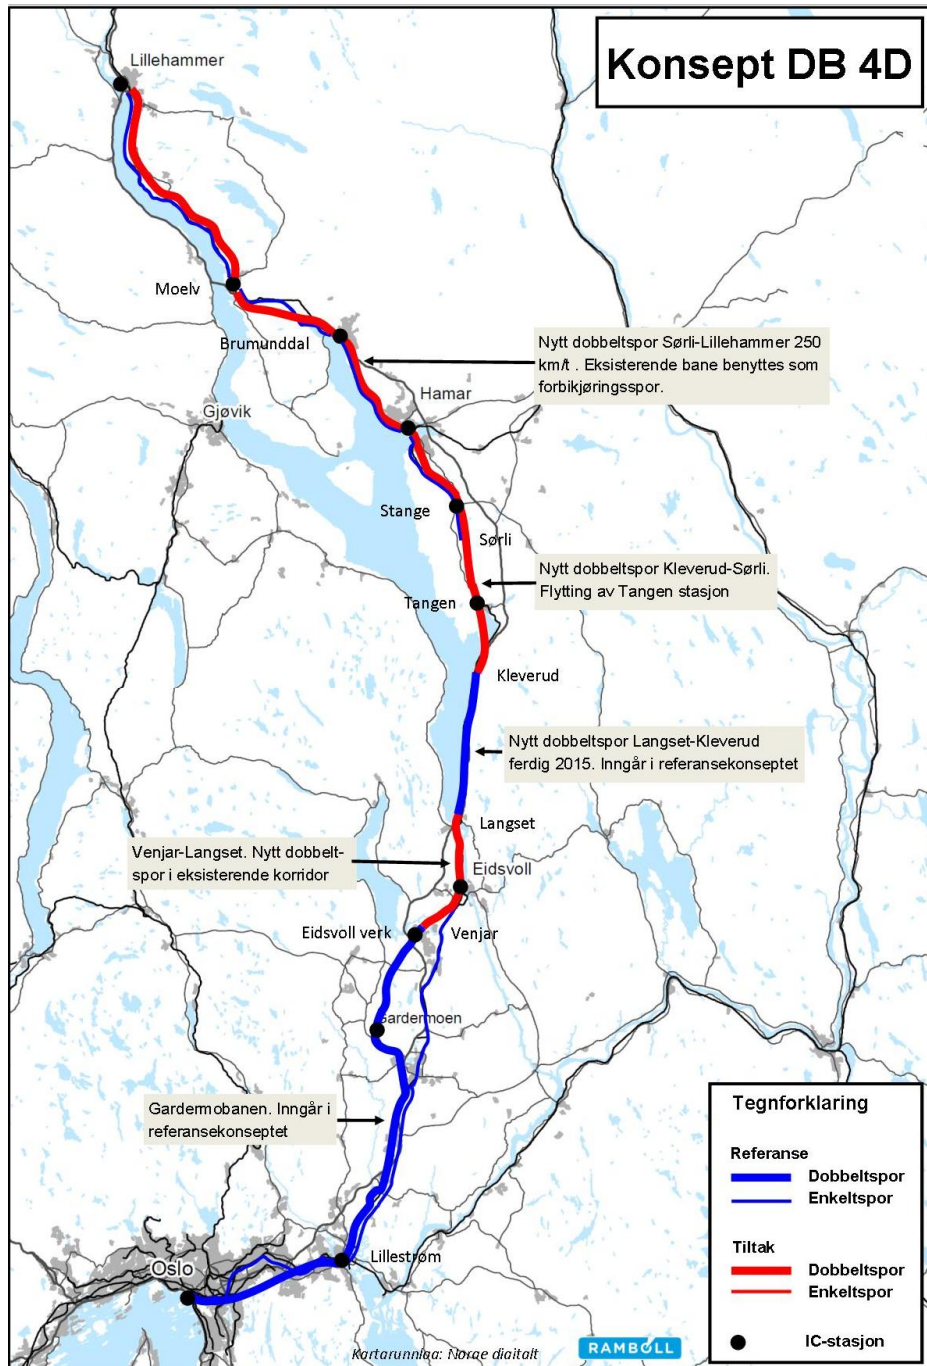 Konsept DB 4D
Lillehammer
Moelv
Brumunddal
Nytt dobbeltspor Sørli-Lillehammer 250
km/t . Eksisterende bane benyttes som
forbikjøringsspor.
Hamar
Gjøvik
Stange
Sørli
Nytt dobbeltspor Kleverud-Sørli.
Flytting av Tangen stasjon
Tangen
Kleverud
Nytt dobbeltspor Langset-Kleverud
ferdig 2015. Inngår i referansekonseptet
Langset
Venjar-Langset. Nytt dobbelt-
spor i eksisterende korridor
Eidsvoll
Eidsvoll verk
Venjar
Gardermoen
Gardermobanen. Inngår i
referansekonseptet
Lillestrøm
Oslo
Tegnforklaring
Referanse
Dobbeltspor
Enkeltspor
Tiltak
Dobbeltspor
Enkeltspor
IC-stasjon
Kartgrunnlag: Norge digitalt
RAMBOLL